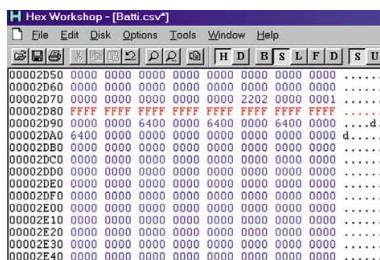 Hex Workshop - [Batti.csv*]
File Edit Disk Options Tools Window Help
H D B S L F D S U
00002D50 0000 0000 0000 0000 0000 0000 0000 0000 ......
00002D60 0000 0000 0000 0000 0000 0000 0000 0000 ......
00002D70 0000 0000 0000 0000 0000 2202 0000 0001 ......
00002D80 FFFF FFFF FFFF FFFF FFFF FFFF FFFF FFFF ......
00002D90 0000 0000 6400 0000 6400 0000 6400 0000 ....d.
00002DA0 6400 0000 0000 0000 0000 0000 0000 0000 d.....
00002DB0 0000 0000 0000 0000 0000 0000 0000 0000 ......
00002DC0 0000 0000 0000 0000 0000 0000 0000 0000 ......
00002DD0 0000 0000 0000 0000 0000 0000 0000 0000 ......
00002DE0 0000 0000 0000 0000 0000 0000 0000 0000 ......
00002DF0 0000 0000 0000 0000 0000 0000 0000 0000 ......
00002E00 0000 0000 0000 0000 0000 0000 0000 0000 ......
00002E10 0000 0000 0000 0000 0000 0000 0000 0000 ......
00002E20 0000 0000 0000 0000 0000 0000 0000 0000 ......
00002E30 0000 0000 0000 0000 0000 0000 0000 0000 ......
00002E40 0000 0000 0000 0000 0000 0000 0000 0000 ......